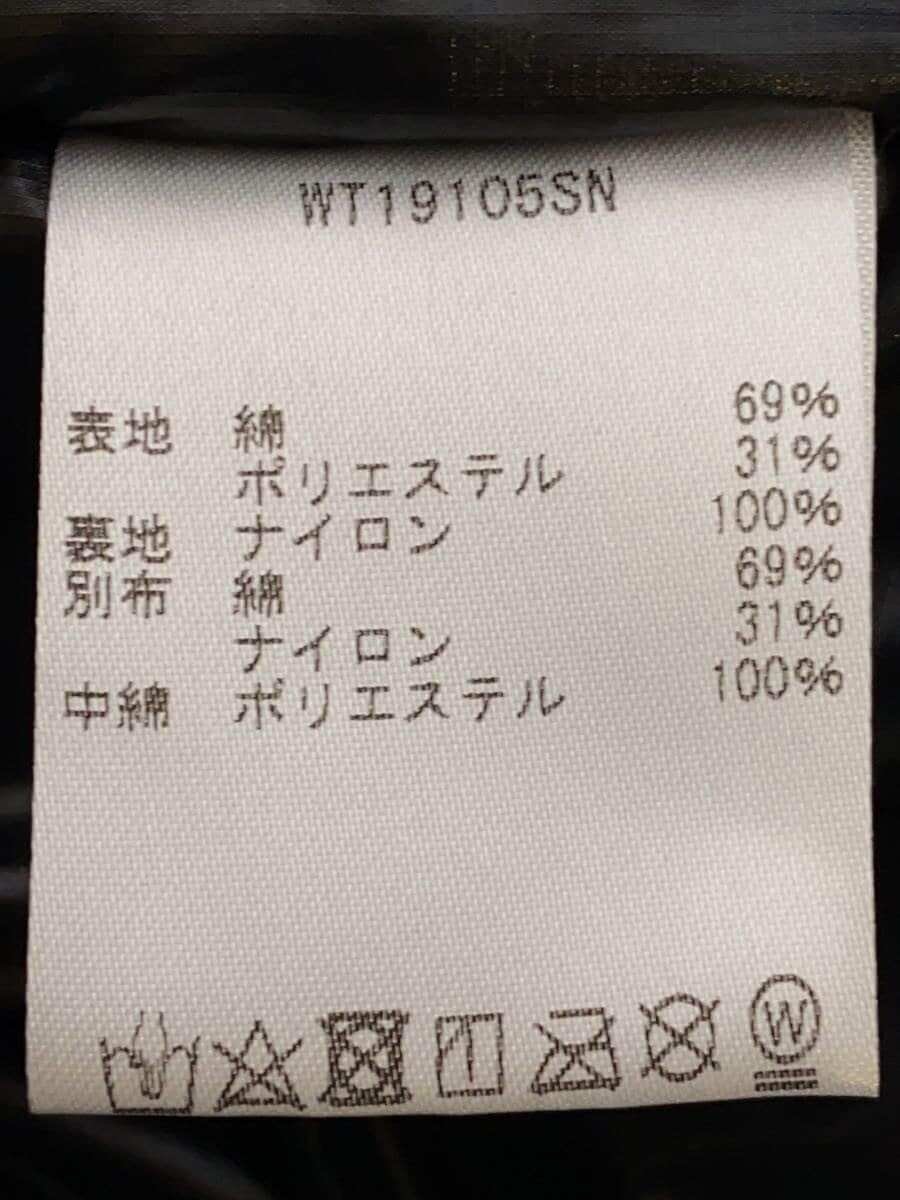 WT19105SN
表地 綿 69%
ポリエステル 31%
裏地 ナイロン 100%
別布 綿 69%
ナイロン 31%
中綿 ポリエステル 100%
W